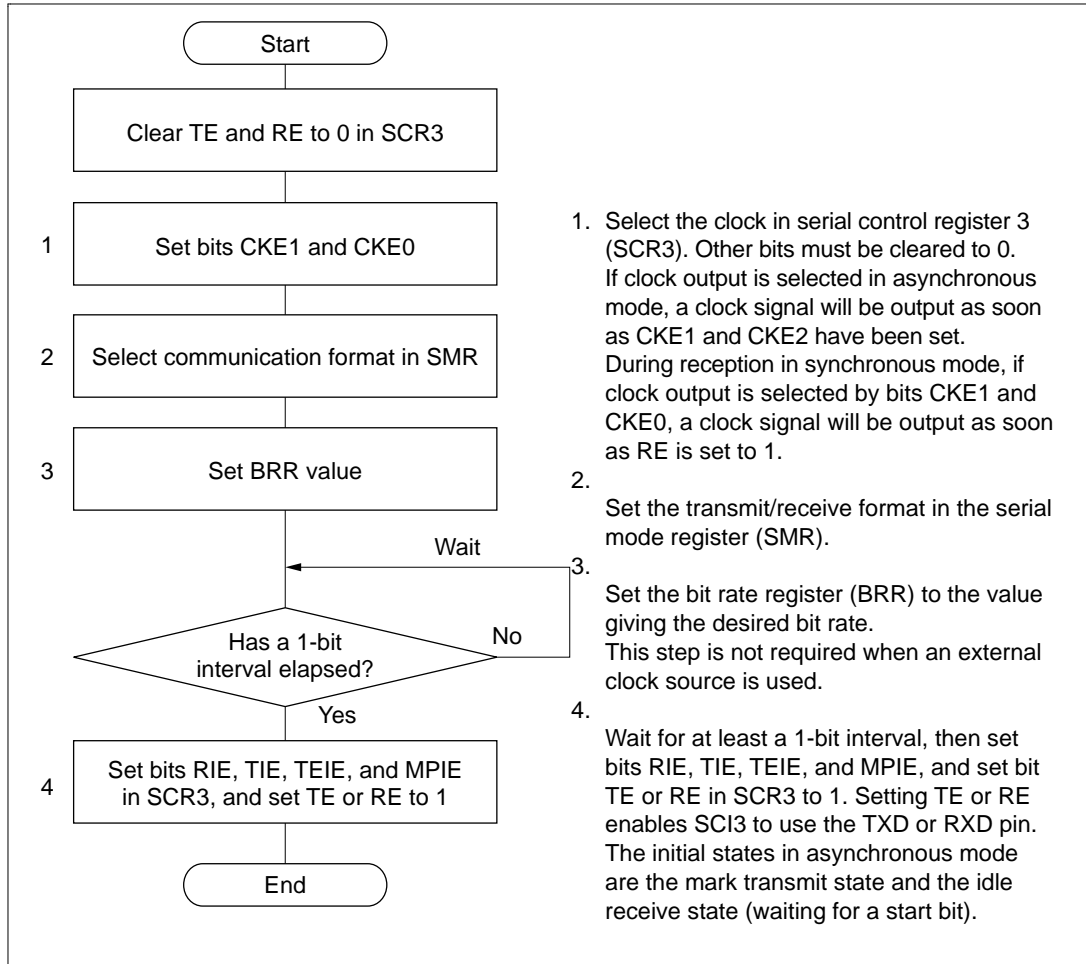 Start
Clear TE and RE to 0 in SCR3
1
Set bits CKE1 and CKE0
2
Select communication format in SMR
3
Set BRR value
Wait
Has a 1-bit
interval elapsed?
No
Yes
4
Set bits RIE, TIE, TEIE, and MPIE
in SCR3, and set TE or RE to 1
End
1. Select the clock in serial control register 3
(SCR3). Other bits must be cleared to 0.
If clock output is selected in asynchronous
mode, a clock signal will be output as soon
as CKE1 and CKE2 have been set.
During reception in synchronous mode, if
clock output is selected by bits CKE1 and
CKE0, a clock signal will be output as soon
as RE is set to 1.
2.
Set the transmit/receive format in the serial
mode register (SMR).
3.
Set the bit rate register (BRR) to the value
giving the desired bit rate.
This step is not required when an external
clock source is used.
4.
Wait for at least a 1-bit interval, then set
bits RIE, TIE, TEIE, and MPIE, and set bit
TE or RE in SCR3 to 1. Setting TE or RE
enables SCI3 to use the TXD or RXD pin.
The initial states in asynchronous mode
are the mark transmit state and the idle
receive state (waiting for a start bit).